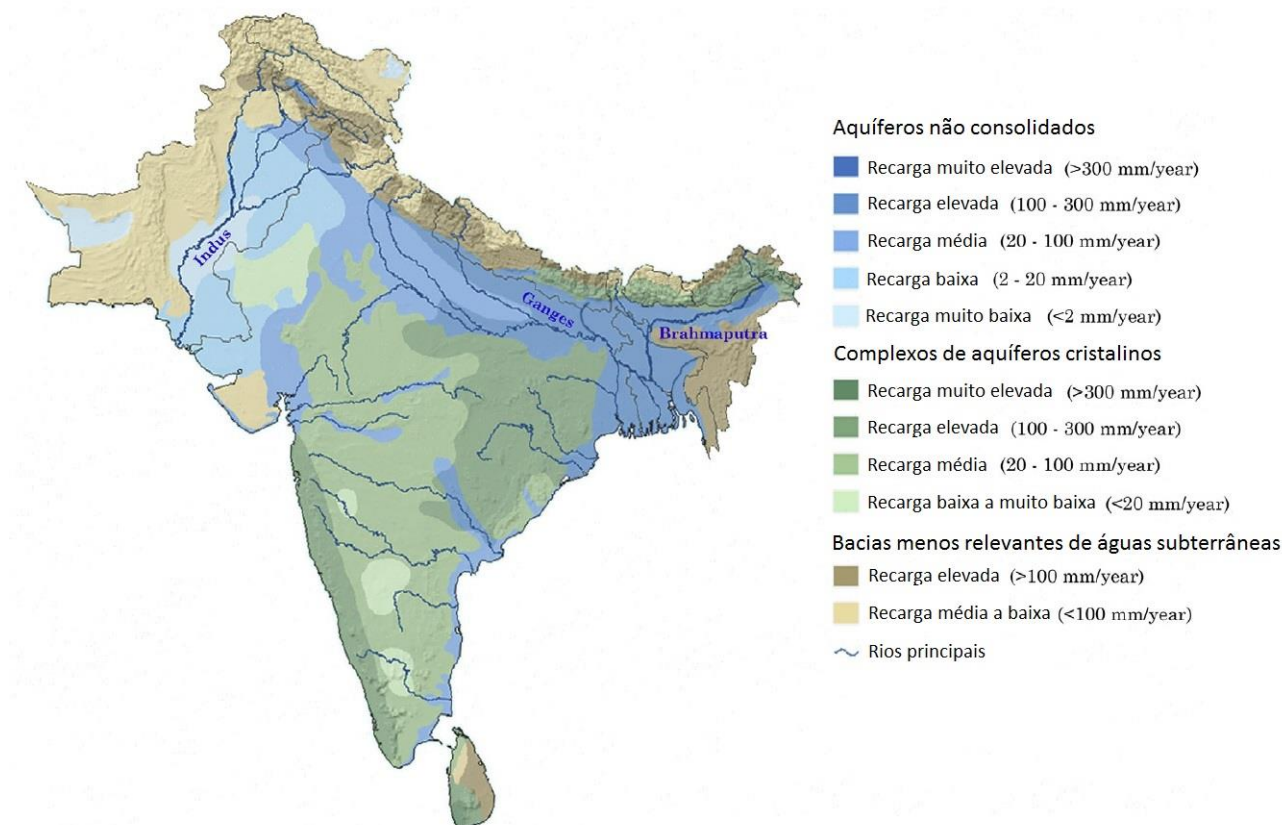 Indus
Ganges
Brahmaputra
Aquíferos não consolidados
Recarga muito elevada (>300 mm/year)
Recarga elevada (100 - 300 mm/year)
Recarga média (20 - 100 mm/year)
Recarga baixa (2 - 20 mm/year)
Recarga muito baixa (<2 mm/year)
Complexos de aquíferos cristalinos
Recarga muito elevada (>300 mm/year)
Recarga elevada (100 - 300 mm/year)
Recarga média (20 - 100 mm/year)
Recarga baixa a muito baixa (<20 mm/year)
Bacias menos relevantes de águas subterrâneas
Recarga elevada (>100 mm/year)
Recarga média a baixa (<100 mm/year)
Rios principais